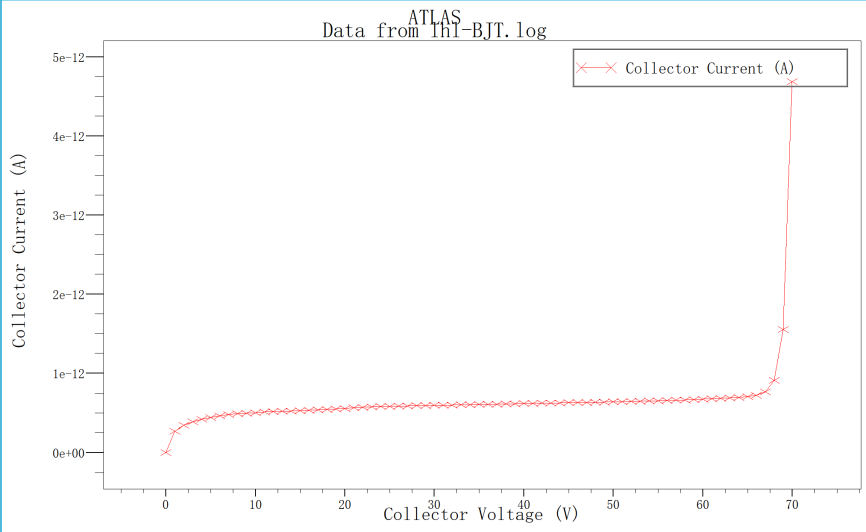 ATLAS
Data from lhl-BJT.log
Collector Current (A)
5e-12
4e-12
3e-12
2e-12
1e-12
0e+00
Collector Current (A)
0 10 20 30 40 50 60 70
Collector Voltage (V)